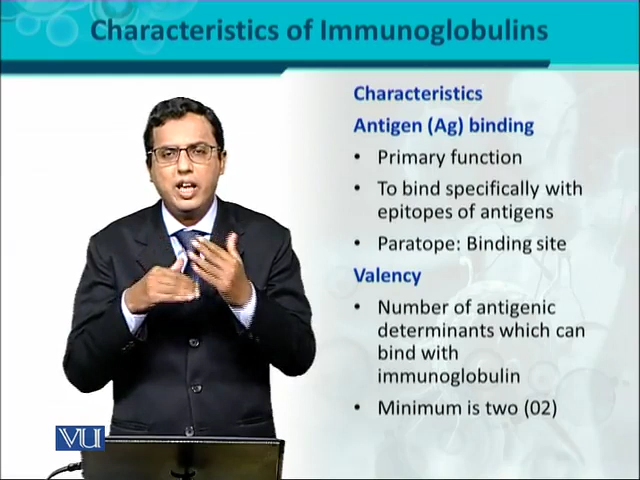 Characteristics of Immunoglobulins
Characteristics
Antigen (Ag) binding
• Primary function
• To bind specifically with
epitopes of antigens
• Paratope: Binding site
Valency
• Number of antigenic
determinants which can
bind with
immunoglobulin
• Minimum is two (02)
VU